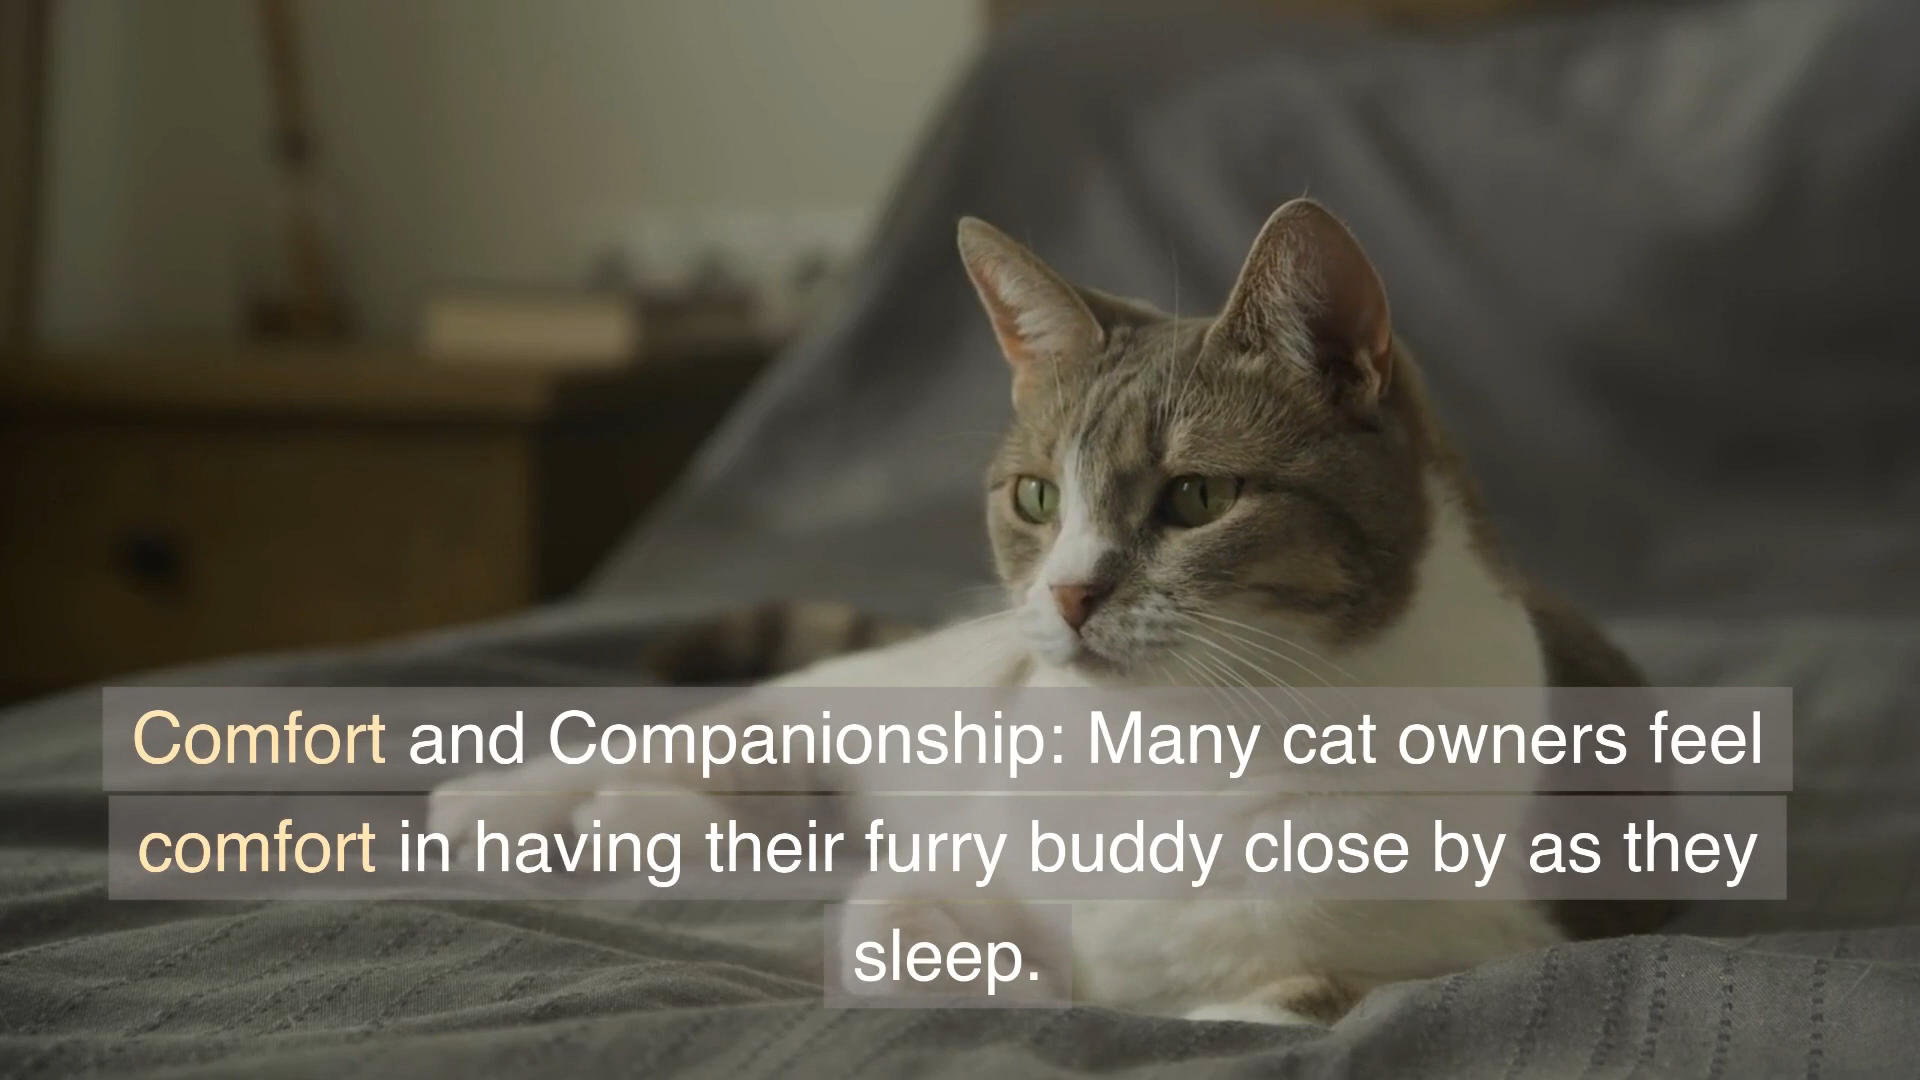 Comfort and Companionship: Many cat owners feel
comfort in having their furry buddy close by as they
sleep.